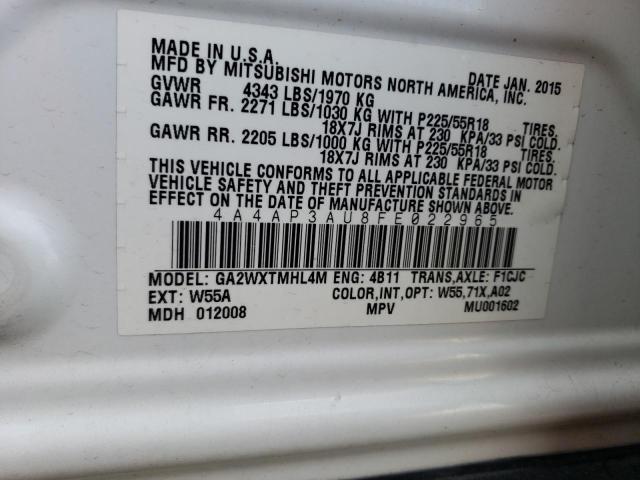 MADE IN U.S.A. DATE JAN. 2015
MFD BY MITSUBISHI MOTORS NORTH AMERICA, INC.
GVWR 4343 LBS/1970 KG
GAWR FR. 2271 LBS/1030 KG WITH P225/55R18 TIRES,
18X7J RIMS AT 230 KPA/33 PSI COLD.
GAWR RR. 2205 LBS/1000 KG WITH P225/55R18 TIRES,
18X7J RIMS AT 230 KPA/33 PSI COLD.
THIS VEHICLE CONFORMS TO ALL APPLICABLE FEDERAL MOTOR
VEHICLE SAFETY AND THEFT PREVENTION STANDARDS IN
EFFECT ON THE DATE OF MANUFACTURE SHOWN ABOVE.
4A4AP3AU8FE022965
MODEL: GA2WXTMHL4M ENG: 4B11 TRANS,AXLE: F1CJC
EXT: W55A COLOR,INT,OPT: W55,71X,A02
MDH 012008 MPV MU001602